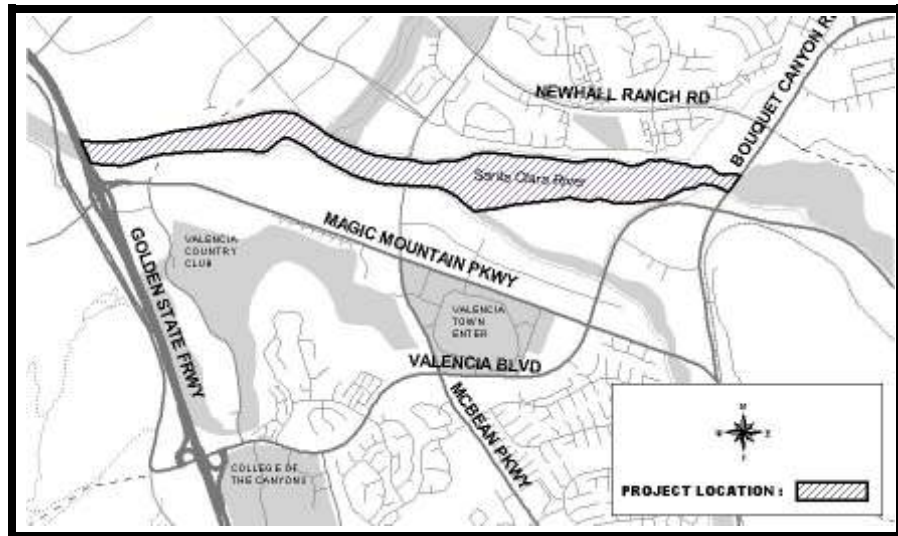 BOUQUET CANYON R
NEWHALL RANCH RD
Santa Clara River
MAGIC MOUNTAIN PKWY
VALENCIA
COUNTRY
CLUB
GOLDEN STATE FRWY
VALENCIA
TOWN
ENTER
VALENCIA BLVD
MCBEAN PKWY
COLLEGE OF
THE CANYONS
N
W
E
PROJECT LOCATION :